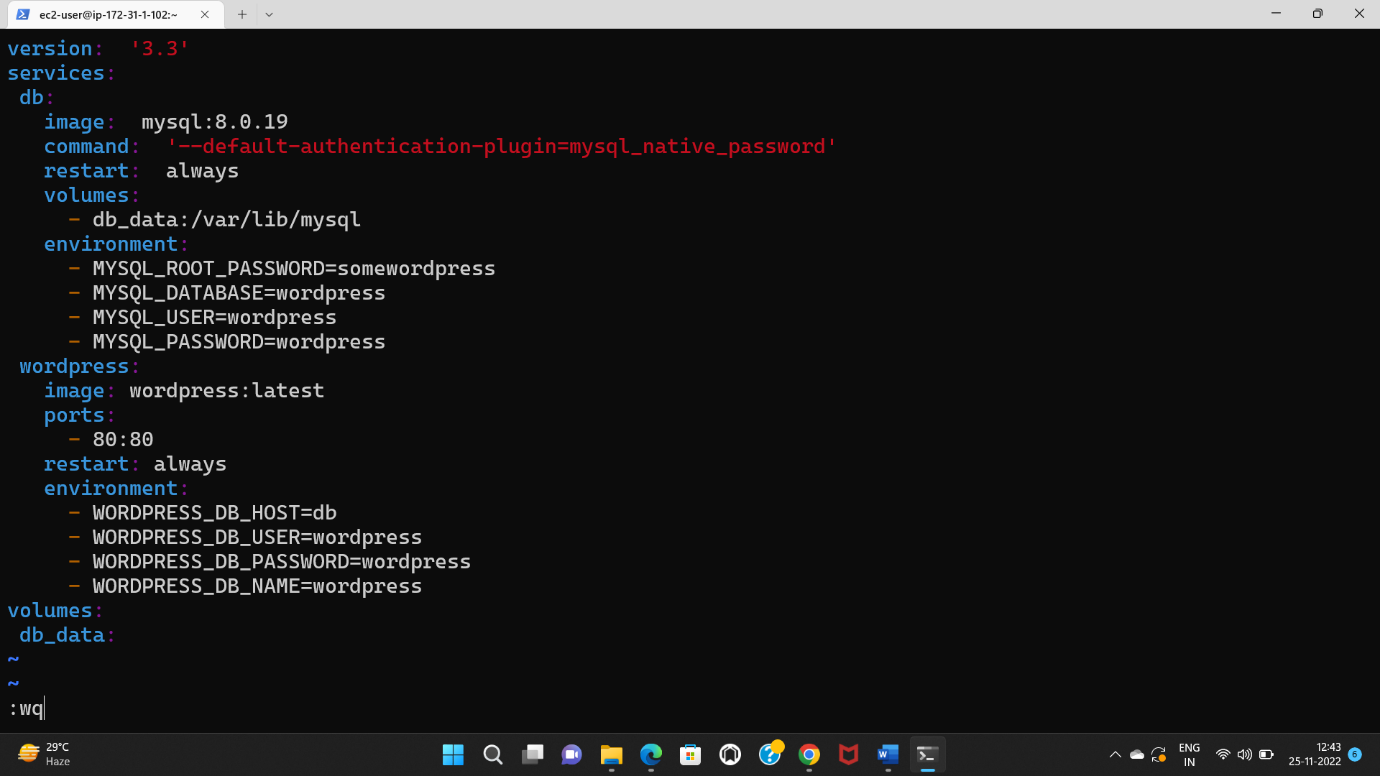 ec2-user@ip-172-31-1-102:~
version: '3.3'
services:
 db:
   image:  mysql:8.0.19
   command:  '--default-authentication-plugin=mysql_native_password'
   restart:  always
   volumes:
     - db_data:/var/lib/mysql
   environment:
     - MYSQL_ROOT_PASSWORD=somewordpress
     - MYSQL_DATABASE=wordpress
     - MYSQL_USER=wordpress
     - MYSQL_PASSWORD=wordpress
 wordpress:
   image: wordpress:latest
   ports:
     - 80:80
   restart: always
   environment:
     - WORDPRESS_DB_HOST=db
     - WORDPRESS_DB_USER=wordpress
     - WORDPRESS_DB_PASSWORD=wordpress
     - WORDPRESS_DB_NAME=wordpress
volumes:
 db_data:
~
~
:wq
29°C
Haze
ENG
IN
12:43
25-11-2022
6